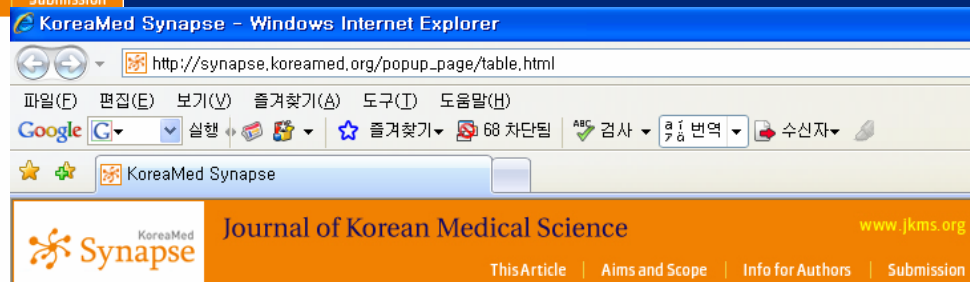 Submission
KoreaMed Synapse - Windows Internet Explorer
http://synapse.koreamed.org/popup_page/table.html
파일(F) 편집(E) 보기(V) 즐겨찾기(A) 도구(T) 도움말(H)
Google G 실행 즐겨찾기 68 차단됨 ABC 검사 번역 수신자
KoreaMed Synapse
KoreaMed
Synapse
Journal of Korean Medical Science
www.jkms.org
This Article | Aims and Scope | Info for Authors | Submission